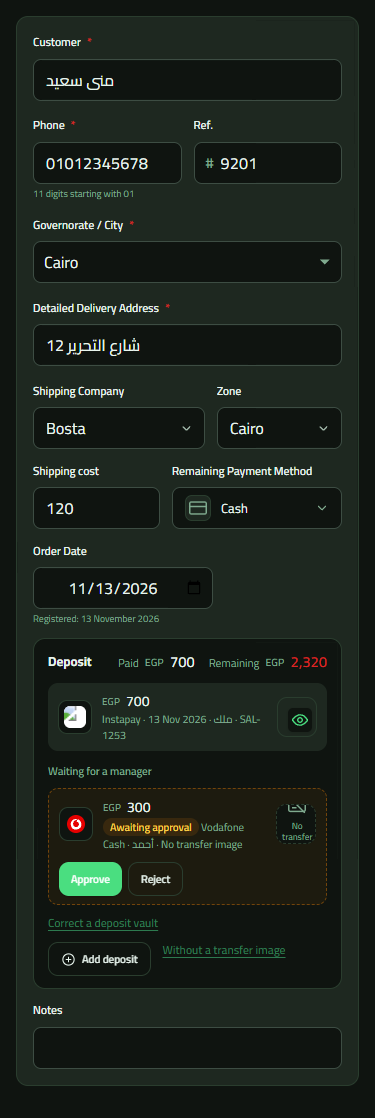 Customer *
منى سعيد
Phone * Ref.
01012345678 # 9201
11 digits starting with 01
Governorate / City *
Cairo
Detailed Delivery Address *
12 شارع التحرير
Shipping Company Zone
Bosta Cairo
Shipping cost Remaining Payment Method
120 Cash
Order Date
11/13/2026
Registered: 13 November 2026
Deposit Paid EGP 700 Remaining EGP 2,320
EGP 700
Instapay · 13 Nov 2026 · ملك · SAL-
1253
Waiting for a manager
EGP 300
Awaiting approval Vodafone
Cash · أحمد · No transfer image
No
transfer
Approve Reject
Correct a deposit vault
Add deposit Without a transfer image
Notes